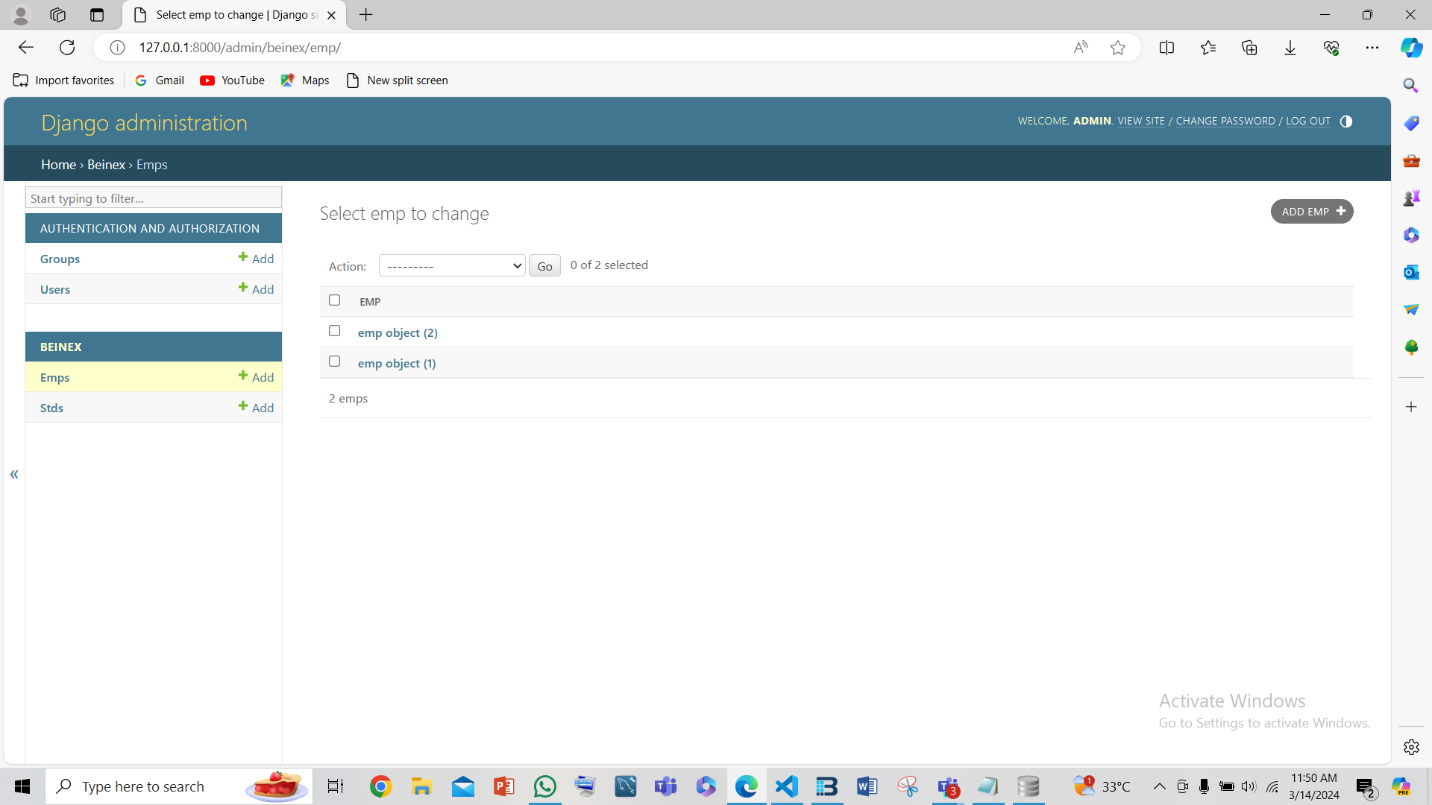 Select emp to change | Django si
127.0.0.1:8000/admin/beinex/emp/
Import favorites
Gmail
YouTube
Maps
New split screen
Django administration
WELCOME, ADMIN. VIEW SITE / CHANGE PASSWORD / LOG OUT
Home › Beinex › Emps
Start typing to filter...
AUTHENTICATION AND AUTHORIZATION
Groups + Add
Users + Add
BEINEX
Emps + Add
Stds + Add
«
Select emp to change
ADD EMP +
Action: --------- Go 0 of 2 selected
EMP
emp object (2)
emp object (1)
2 emps
Activate Windows
Go to Settings to activate Windows.
Type here to search
3
1
33°C
11:50 AM
3/14/2024
2
PRE